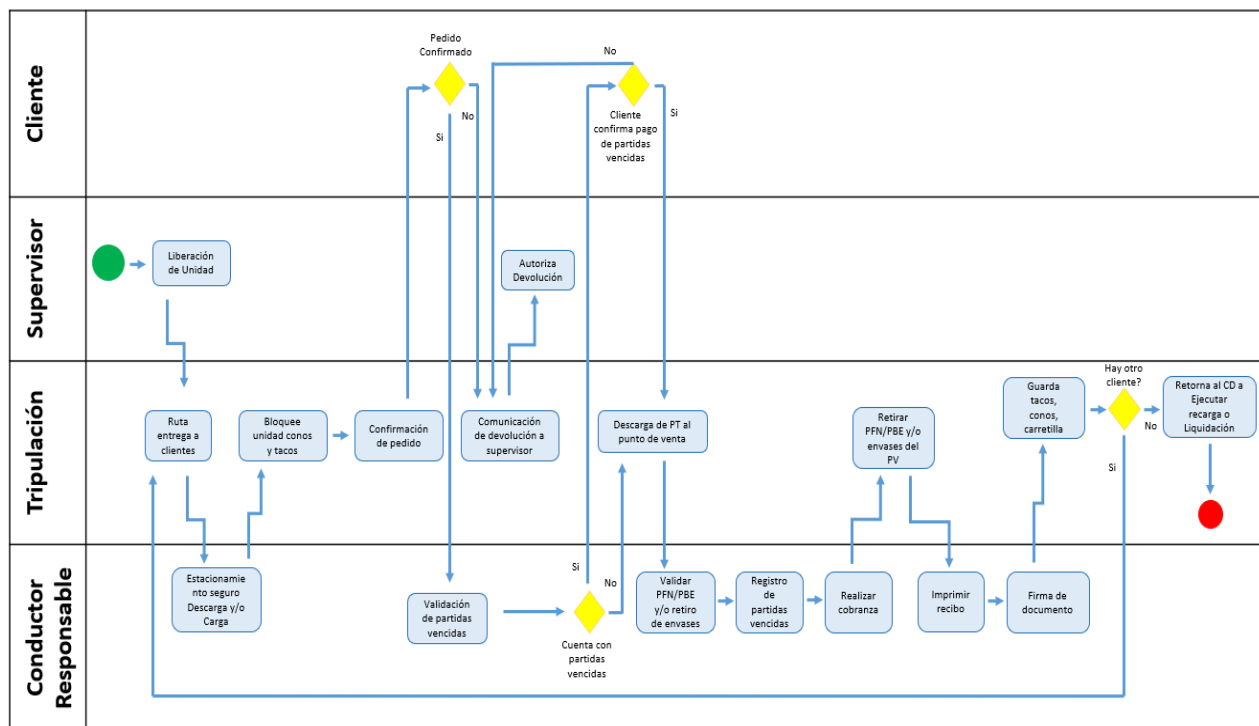 Cliente
Pedido
Confirmado
No
Si
No
Cliente
confirma pago
de partidas
vencidas
Si
Supervisor
Liberación
de Unidad
Autoriza
Devolución
Tripulación
Ruta
entrega a
clientes
Bloquee
unidad conos
y tacos
Confirmación
de pedido
Comunicación
de devolución a
supervisor
Descarga de PT al
punto de venta
Retirar
PFN/PBE y/o
envases del
PV
Guarda
tacos,
conos,
carretilla
Hay otro
cliente?
No
Si
Retorna al CD a
Ejecutar
recarga o
Liquidación
Conductor
Responsable
Estacionamie
nto seguro
Descarga y/o
Carga
Validación
de partidas
vencidas
Si
No
Cuenta con
partidas
vencidas
Validar
PFN/PBE
y/o retiro
de envases
Registro
de
partidas
vencidas
Realizar
cobranza
Imprimir
recibo
Firma de
documento